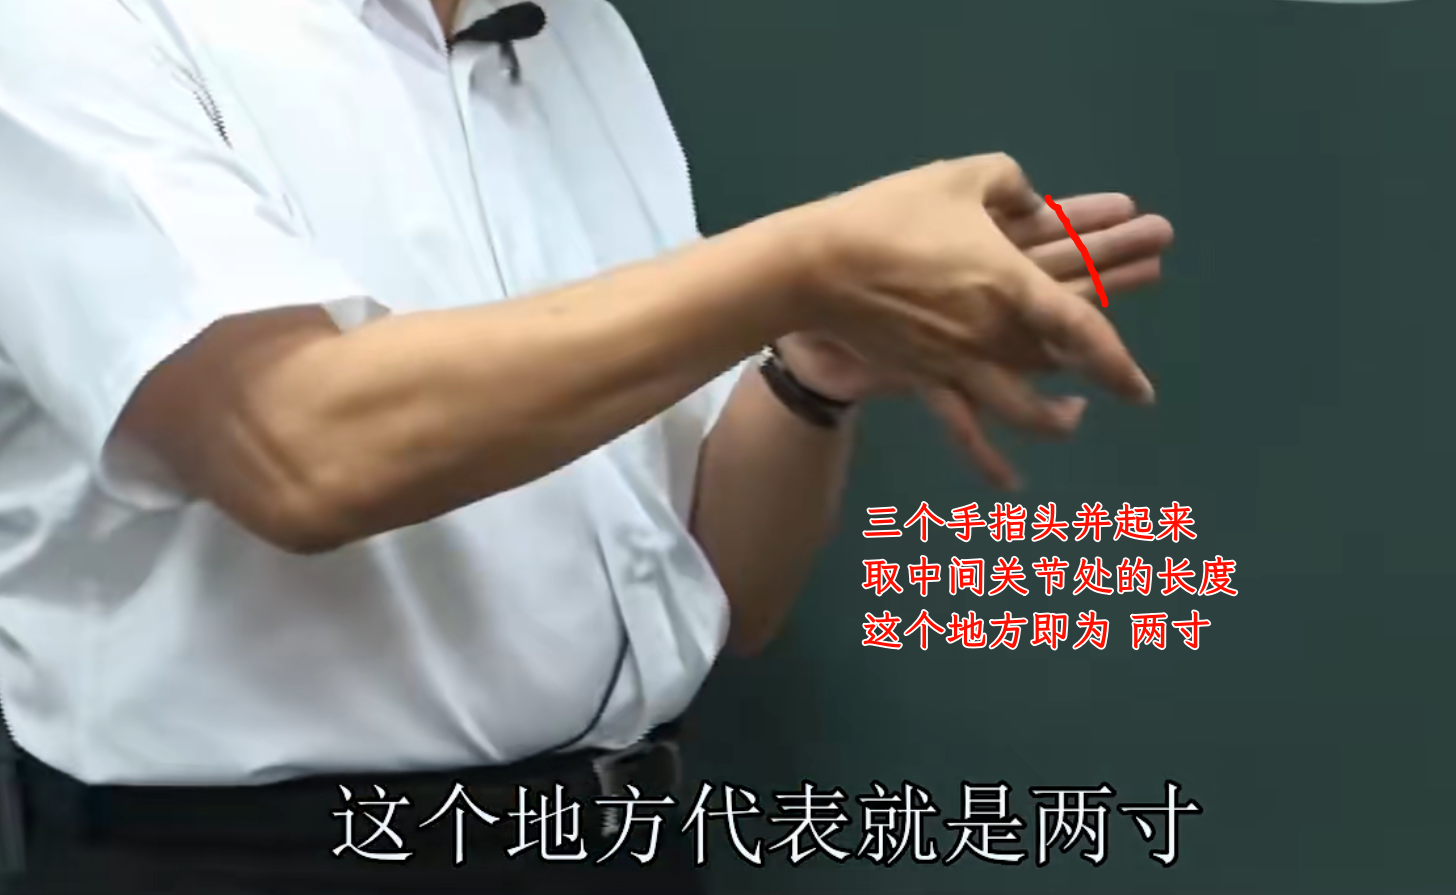 三个手指头并起来
取中间关节处的长度
这个地方即为 两寸
这个地方代表就是两寸